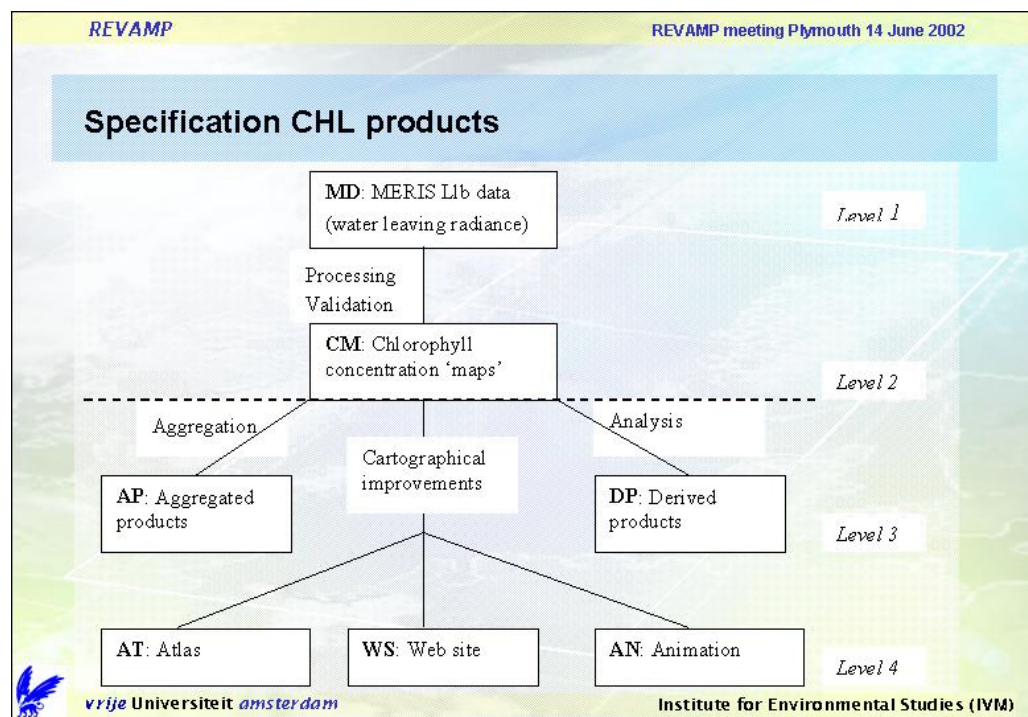 REVAMP
REVAMP meeting Plymouth 14 June 2002
Specification CHL products
MD: MERIS L1b data
(water leaving radiance)
Level 1
Processing
Validation
CM: Chlorophyll
concentration ‘maps’
Level 2
Aggregation
Analysis
Cartographical
improvements
AP: Aggregated
products
DP: Derived
products
Level 3
AT: Atlas
WS: Web site
AN: Animation
Level 4
vrije Universiteit amsterdam
Institute for Environmental Studies (IVM)